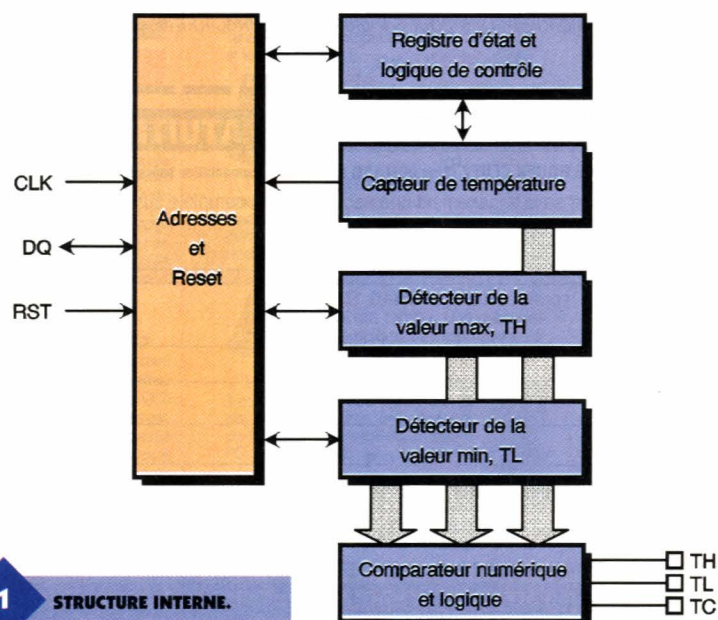 Registre d'état et
logique de contrôle
Capteur de température
CLK
DQ
RST
Adresses
et
Reset
Détecteur de la
valeur max, TH
Détecteur de la
valeur min, TL
Comparateur numérique
et logique
TH
TL
TC
1
STRUCTURE INTERNE.